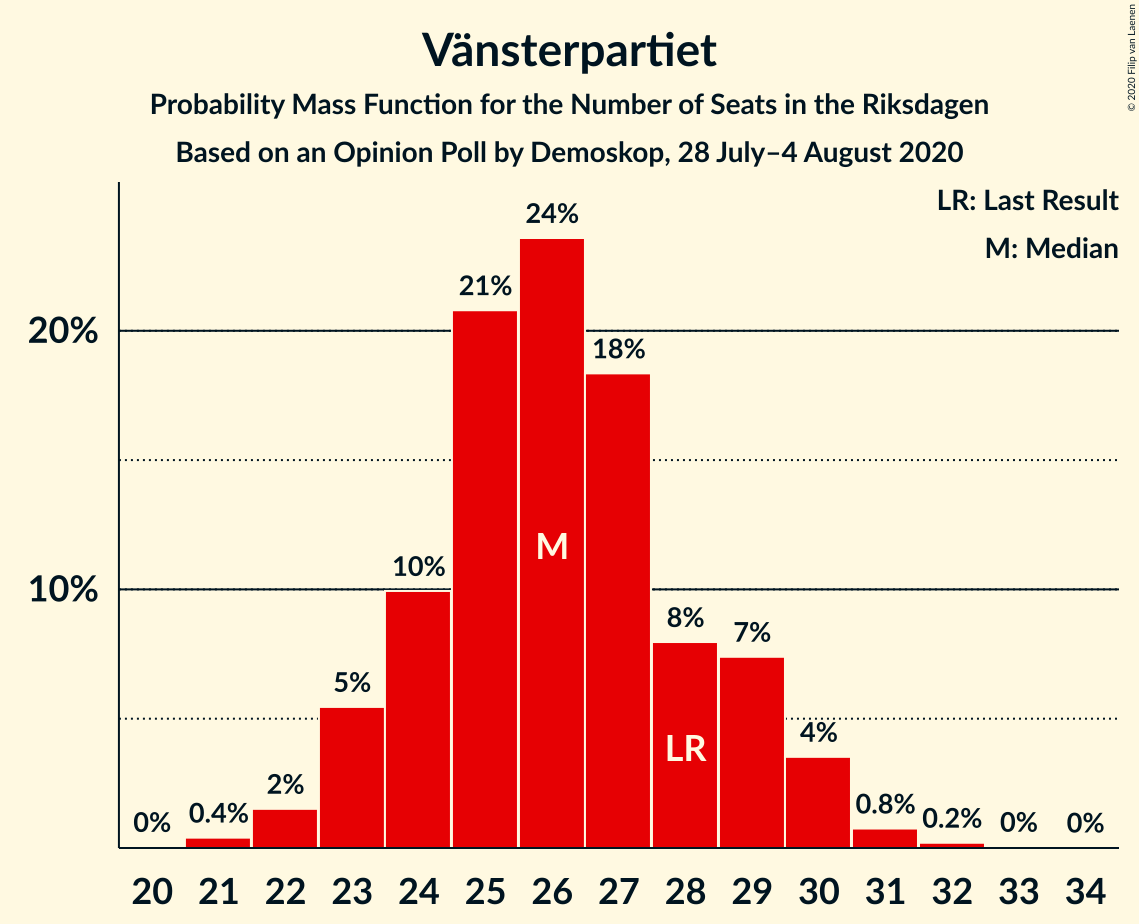 Vänsterpartiet
Probability Mass Function for the Number of Seats in the Riksdagen
Based on an Opinion Poll by Demoskop, 28 July–4 August 2020
© 2020 Filip van Laenen
LR: Last Result
M: Median
20%
10%
0%
0.4%
2%
5%
10%
21%
24%
18%
8%
7%
4%
0.8%
0.2%
0%
0%
M
LR
20 21 22 23 24 25 26 27 28 29 30 31 32 33 34